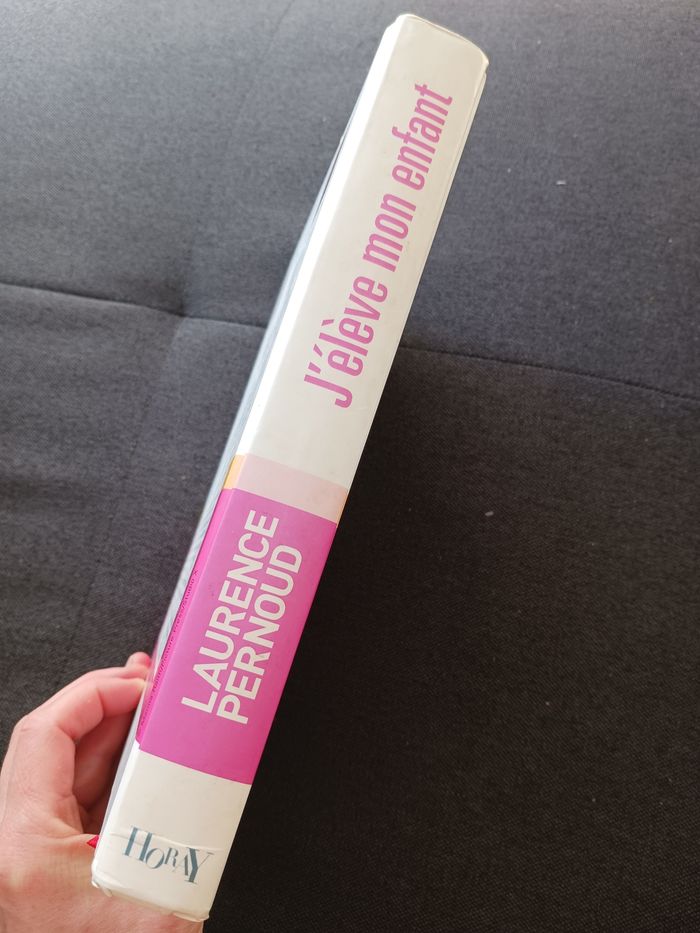 J'élève mon enfant
LAURENCE
PERNOUD
HORAY